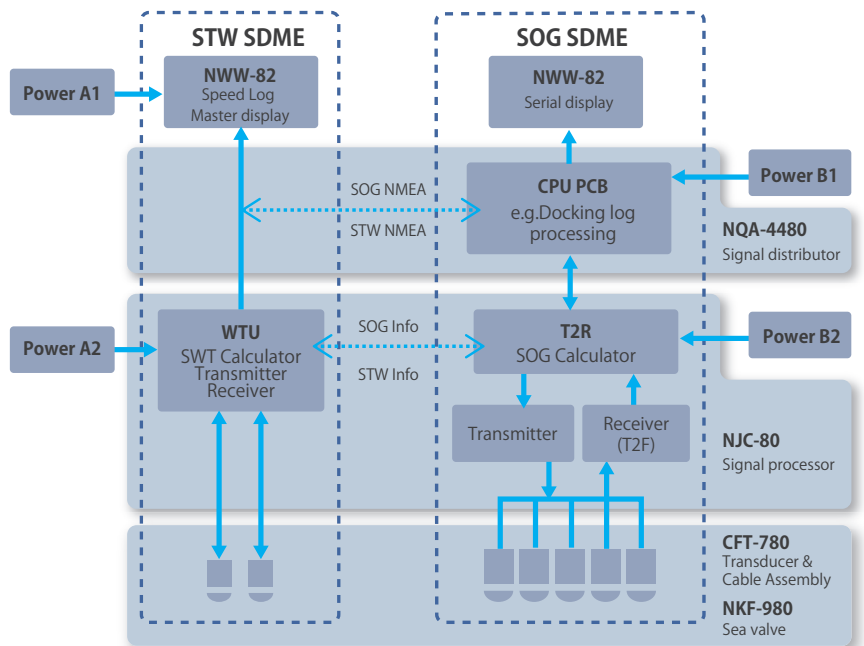 STW SDME
SOG SDME
Power A1
NWW-82
Speed Log
Master display
NWW-82
Serial display
SOG NMEA
STW NMEA
CPU PCB
e.g.Docking log
processing
Power B1
NQA-4480
Signal distributor
Power A2
WTU
SWT Calculator
Transmitter
Receiver
SOG Info
STW Info
T2R
SOG Calculator
Power B2
Transmitter
Receiver
(T2F)
NJC-80
Signal processor
CFT-780
Transducer &
Cable Assembly
NKF-980
Sea valve